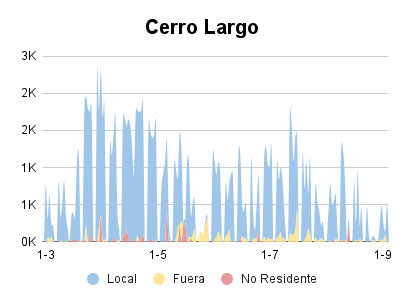 Cerro Largo
3K
2K
2K
1K
1K
0K
1-3 1-5 1-7 1-9
Local Fuera No Residente